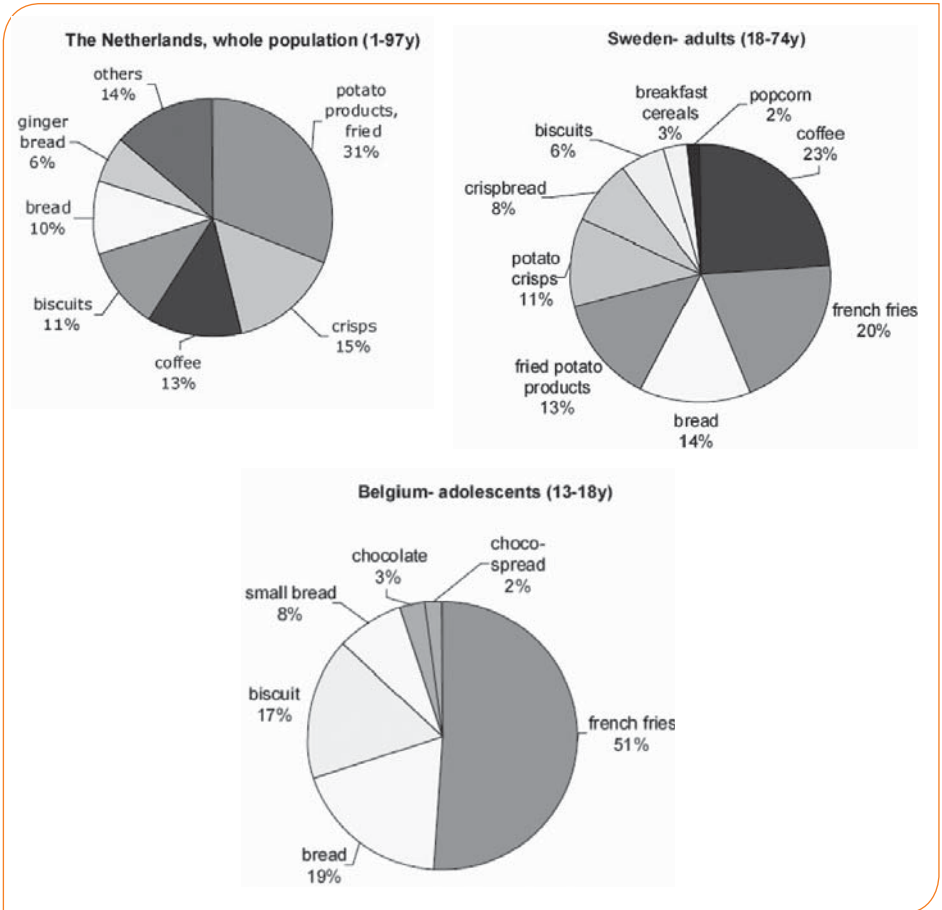 The Netherlands, whole population (1-97y)
others
14%
potato
products,
fried
31%
ginger
bread
6%
bread
10%
biscuits
11%
coffee
13%
crisps
15%
Sweden- adults (18-74y)
breakfast
cereals
3%
popcorn
2%
coffee
23%
biscuits
6%
crispbread
8%
potato
crisps
11%
french fries
20%
fried potato
products
13%
bread
14%
Belgium- adolescents (13-18y)
choco-
spread
2%
chocolate
3%
small bread
8%
biscuit
17%
french fries
51%
bread
19%